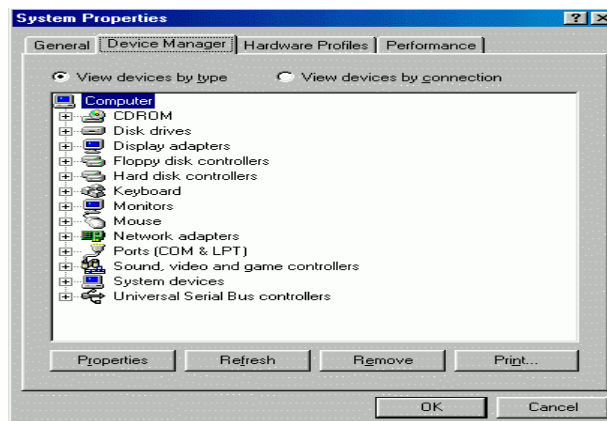 System Properties
General Device Manager Hardware Profiles Performance
View devices by type View devices by connection
Computer
CDROM
Disk drives
Display adapters
Floppy disk controllers
Hard disk controllers
Keyboard
Monitors
Mouse
Network adapters
Ports (COM & LPT)
Sound, video and game controllers
System devices
Universal Serial Bus controllers
Properties Refresh Remove Print...
OK Cancel